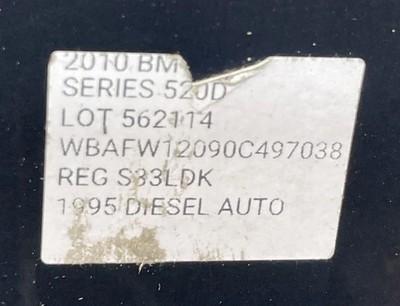 2010 BM
SERIES 520D
LOT 562114
WBAFW12090C497038
REG S33LDK
1995 DIESEL AUTO